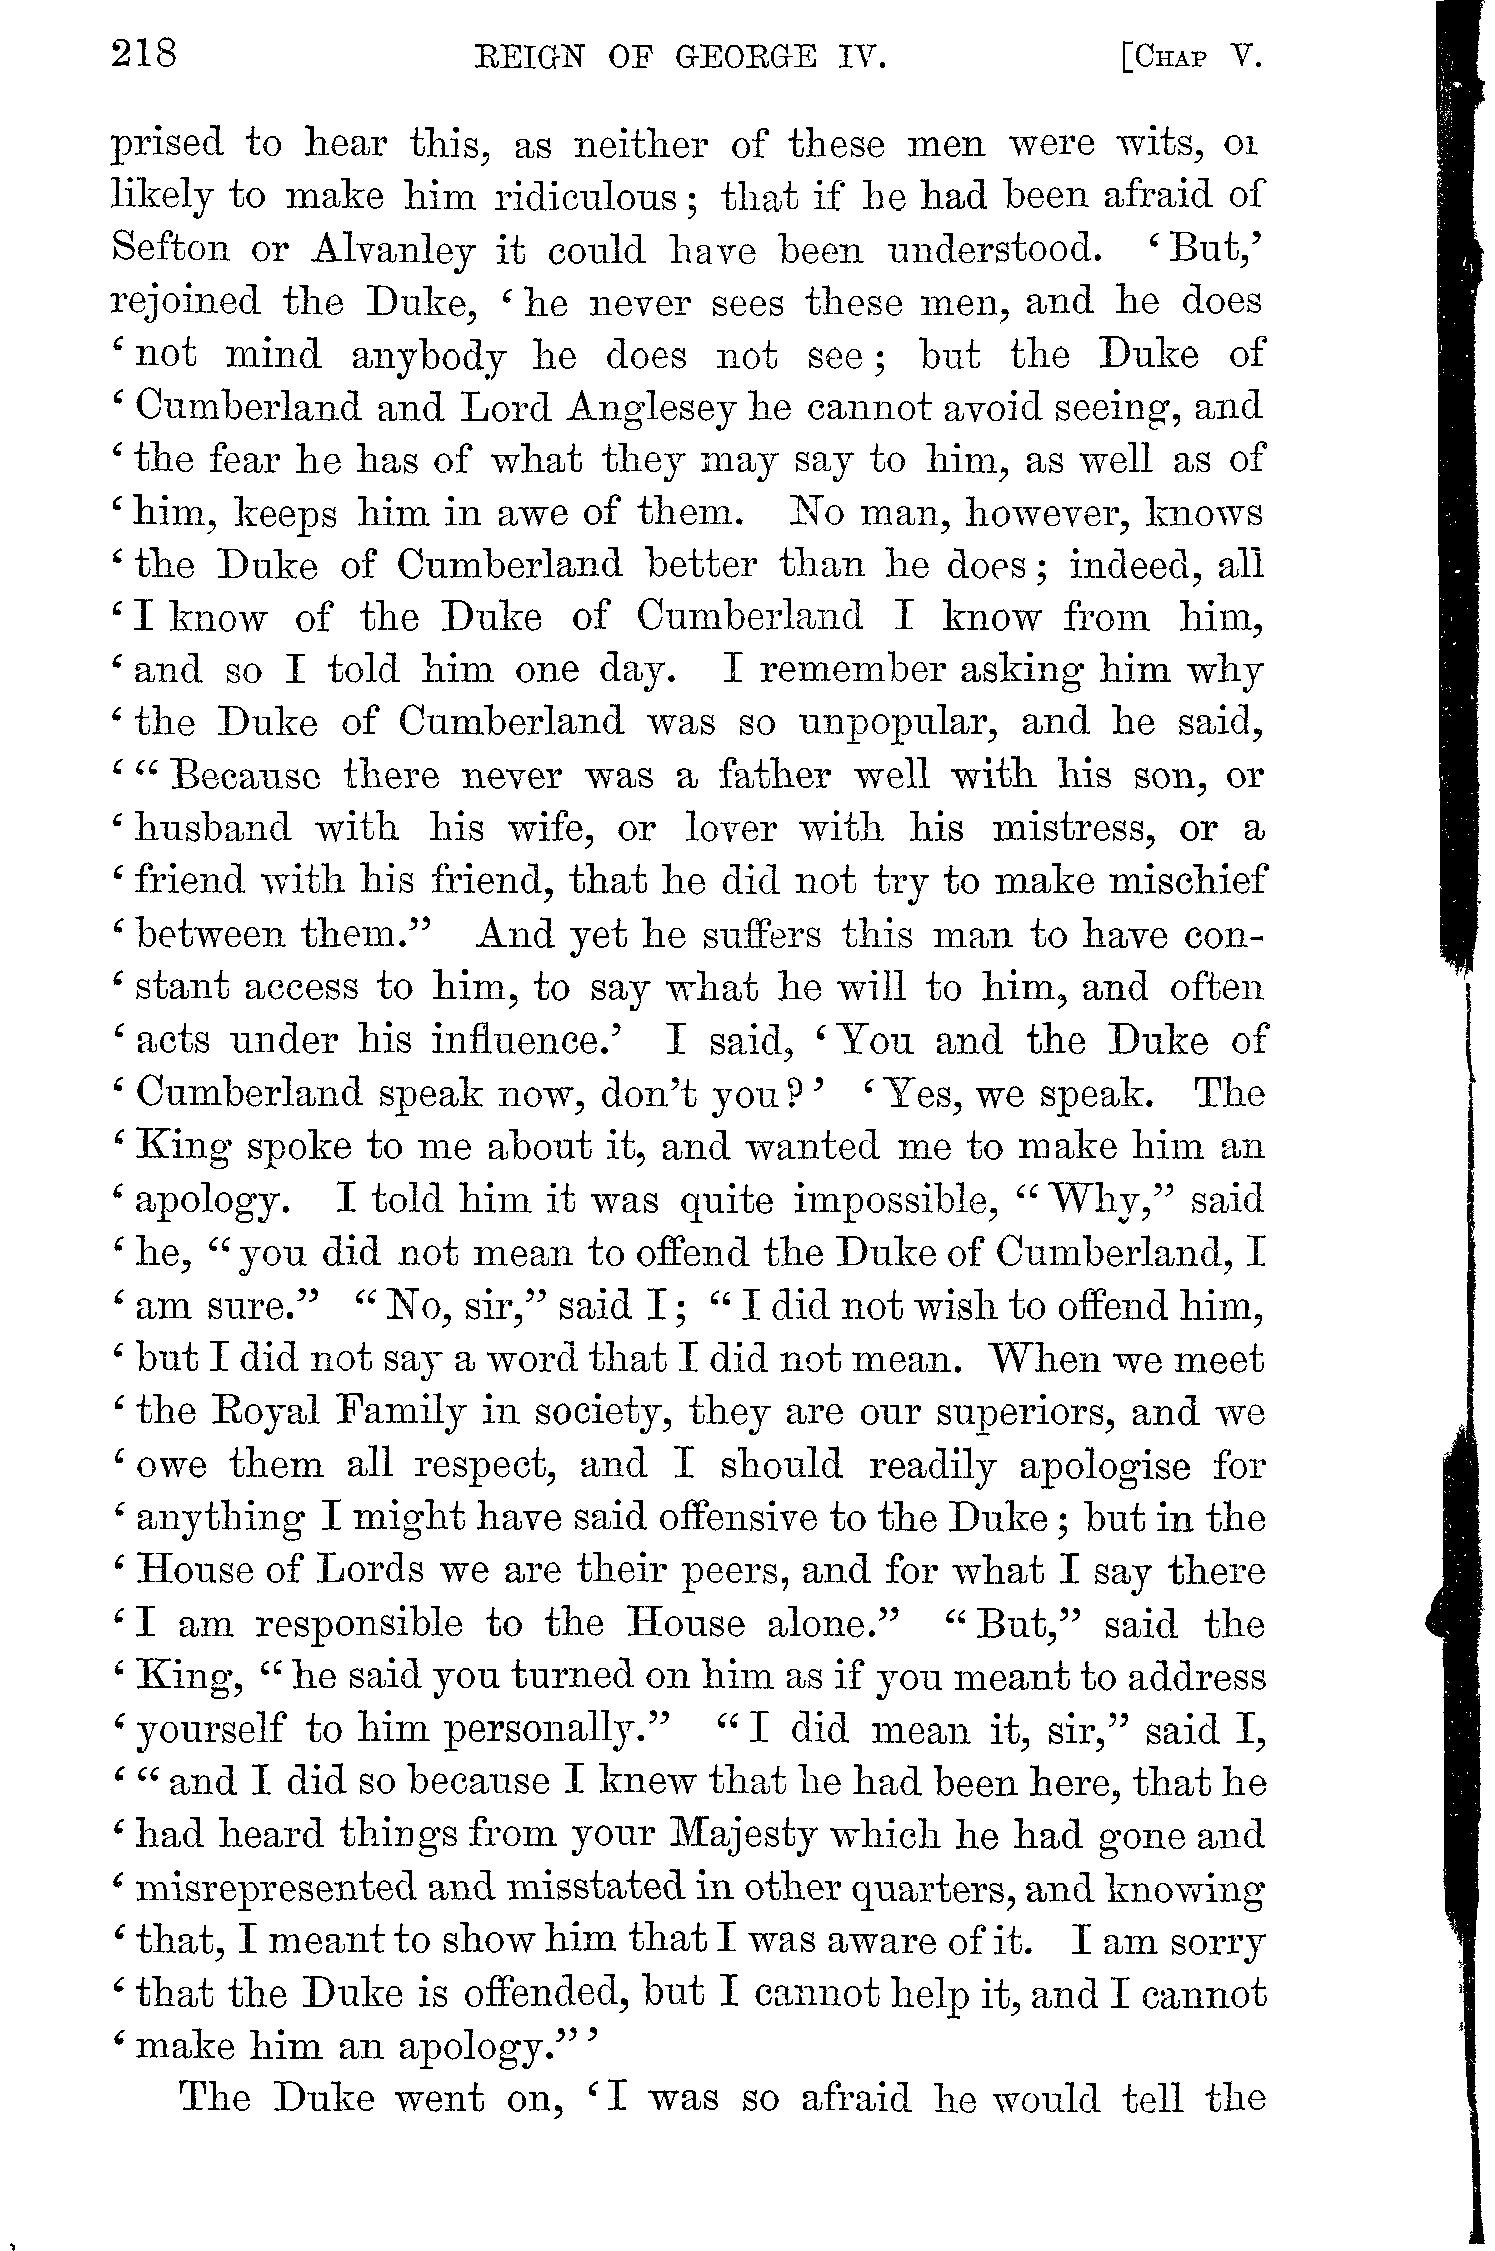 218 REIGN OF GEORGE IV. [CHAP V.
prised to hear this, as neither of these men were wits, or
likely to make him ridiculous; that if he had been afraid of
Sefton or Alvanley it could have been understood. ‘But,’
rejoined the Duke, ‘he never sees these men, and he does
‘not mind anybody he does not see; but the Duke of
‘Cumberland and Lord Anglesey he cannot avoid seeing, and
‘the fear he has of what they may say to him, as well as of
‘him, keeps him in awe of them. No man, however, knows
‘the Duke of Cumberland better than he does; indeed, all
‘I know of the Duke of Cumberland I know from him,
‘and so I told him one day. I remember asking him why
‘the Duke of Cumberland was so unpopular, and he said,
‘“Because there never was a father well with his son, or
‘husband with his wife, or lover with his mistress, or a
‘friend with his friend, that he did not try to make mischief
‘between them.” And yet he suffers this man to have con-
‘stant access to him, to say what he will to him, and often
‘acts under his influence.’ I said, ‘You and the Duke of
‘Cumberland speak now, don’t you?’ ‘Yes, we speak. The
‘King spoke to me about it, and wanted me to make him an
‘apology. I told him it was quite impossible, “Why,” said
‘he, “you did not mean to offend the Duke of Cumberland, I
‘am sure.” “No, sir,” said I; “I did not wish to offend him,
‘but I did not say a word that I did not mean. When we meet
‘the Royal Family in society, they are our superiors, and we
‘owe them all respect, and I should readily apologise for
‘anything I might have said offensive to the Duke; but in the
‘House of Lords we are their peers, and for what I say there
‘I am responsible to the House alone.” “But,” said the
‘King, “he said you turned on him as if you meant to address
‘yourself to him personally.” “I did mean it, sir,” said I,
‘“and I did so because I knew that he had been here, that he
‘had heard things from your Majesty which he had gone and
‘misrepresented and misstated in other quarters, and knowing
‘that, I meant to show him that I was aware of it. I am sorry
‘that the Duke is offended, but I cannot help it, and I cannot
‘make him an apology.”’
The Duke went on, ‘I was so afraid he would tell the